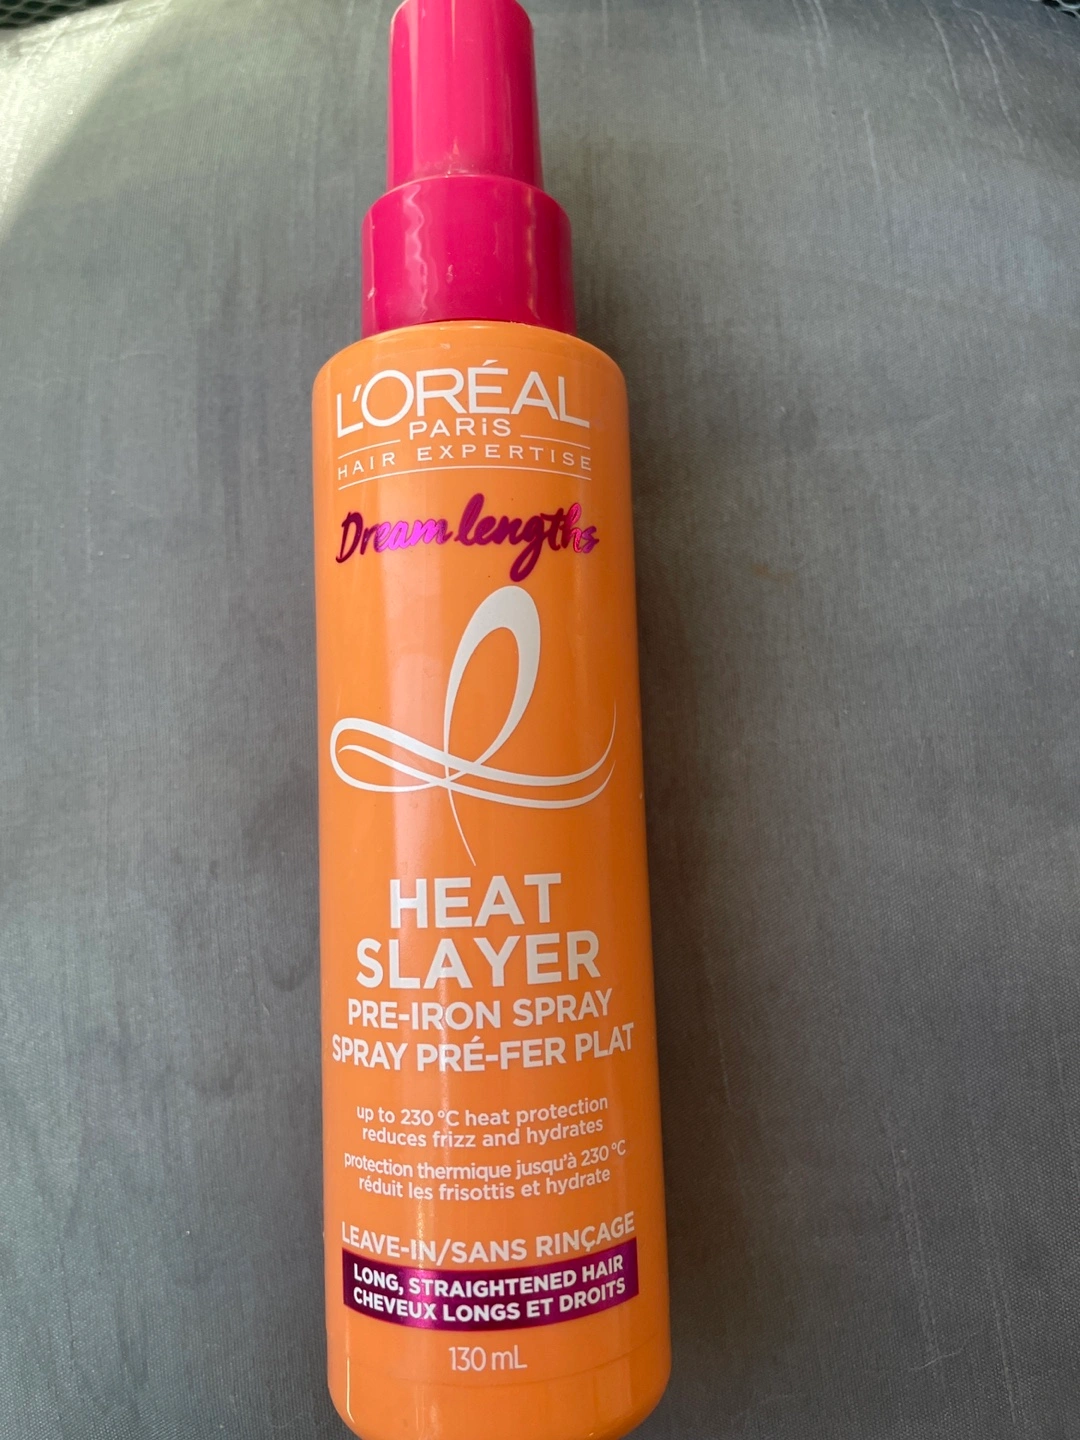 L'ORÉAL
PARiS
HAIR EXPERTISE
Dream lengths
HEAT
SLAYER
PRE-IRON SPRAY
SPRAY PRÉ-FER PLAT
up to 230 °C heat protection
reduces frizz and hydrates
protection thermique jusqu'à 230 °C
réduit les frisottis et hydrate
LEAVE-IN/SANS RINÇAGE
LONG, STRAIGHTENED HAIR
CHEVEUX LONGS ET DROITS
130 mL